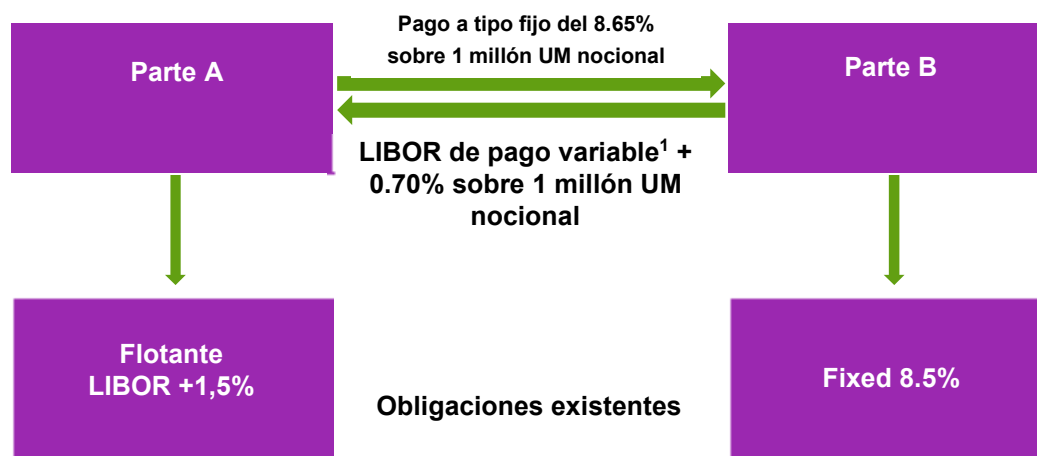 Pago a tipo fijo del 8.65%
sobre 1 millón UM nocional
Parte A
Parte B
LIBOR de pago variable¹ +
0.70% sobre 1 millón UM
nocional
Flotante
LIBOR +1,5%
Fixed 8.5%
Obligaciones existentes